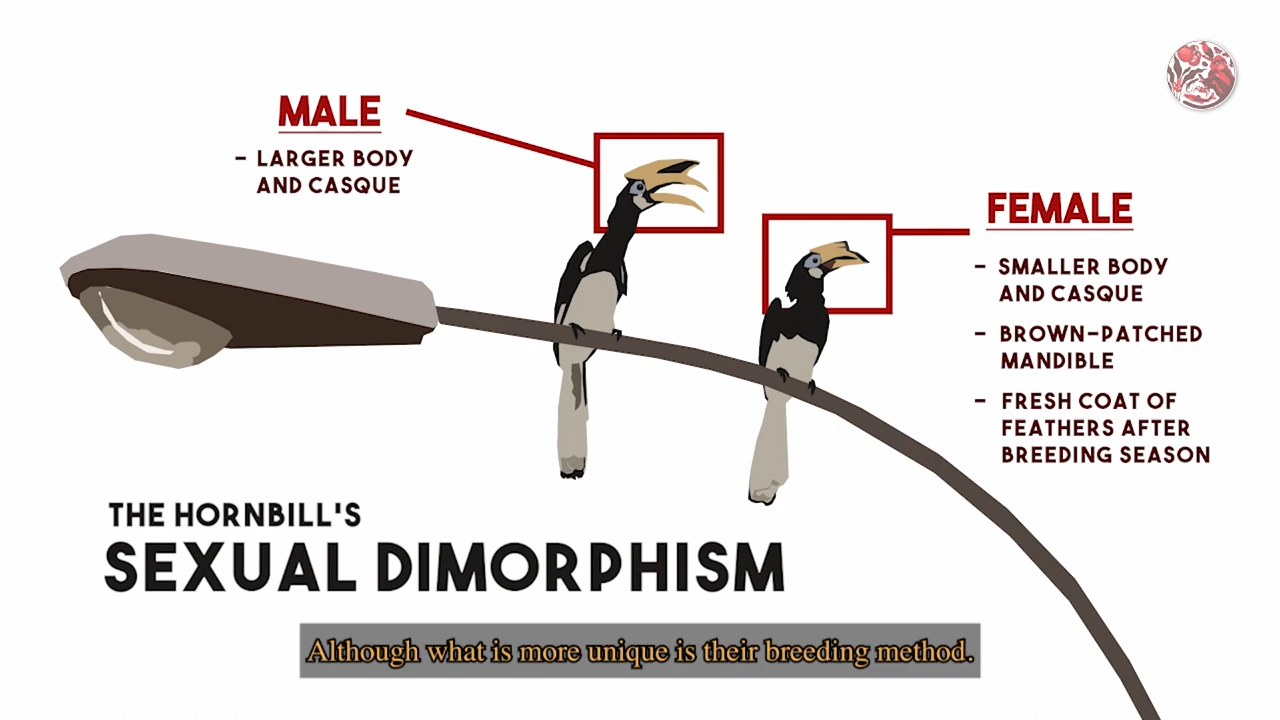 MALE
- LARGER BODY
AND CASQUE
FEMALE
- SMALLER BODY
AND CASQUE
- BROWN-PATCHED
MANDIBLE
- FRESH COAT OF
FEATHERS AFTER
BREEDING SEASON
THE HORNBILL'S
SEXUAL DIMORPHISM
Although what is more unique is their breeding method.